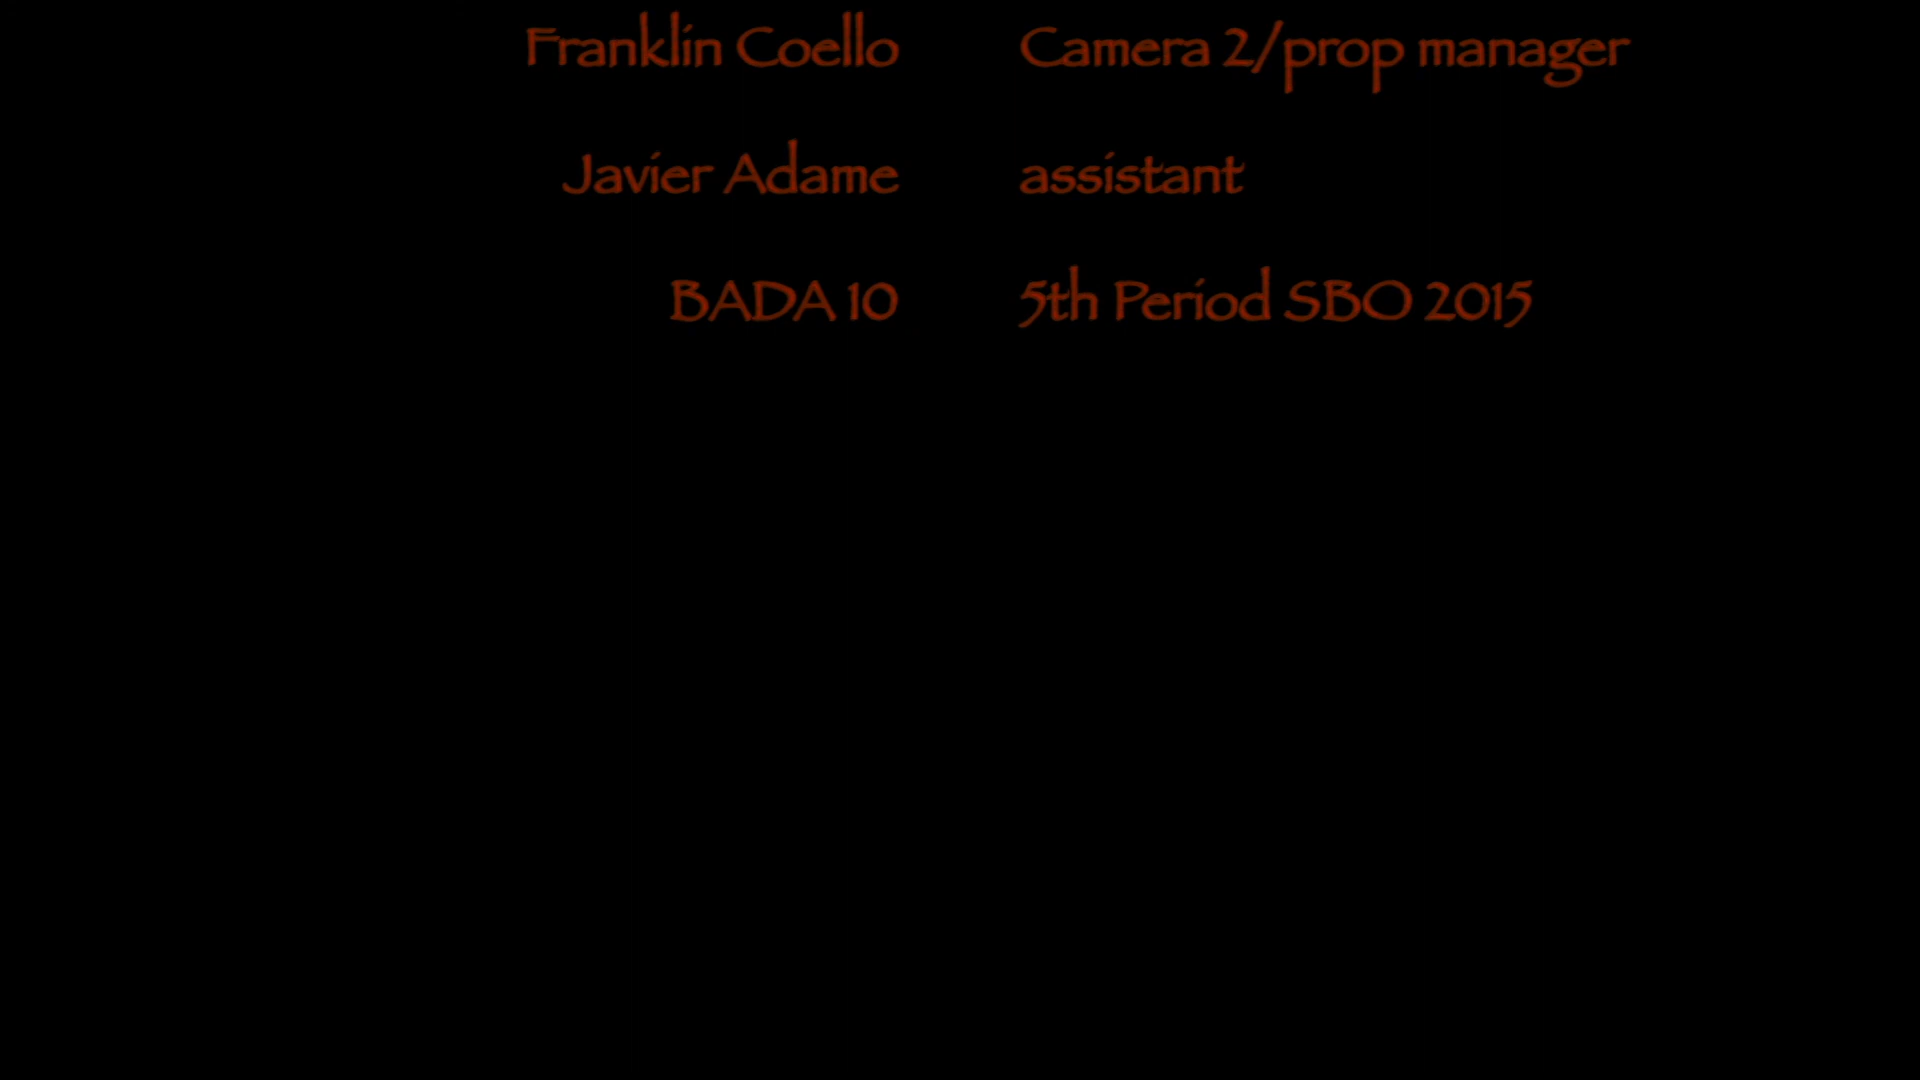 Franklin Coello Camera 2/prop manager
Javier Adame assistant
BADA 10 5th Period SBO 2015